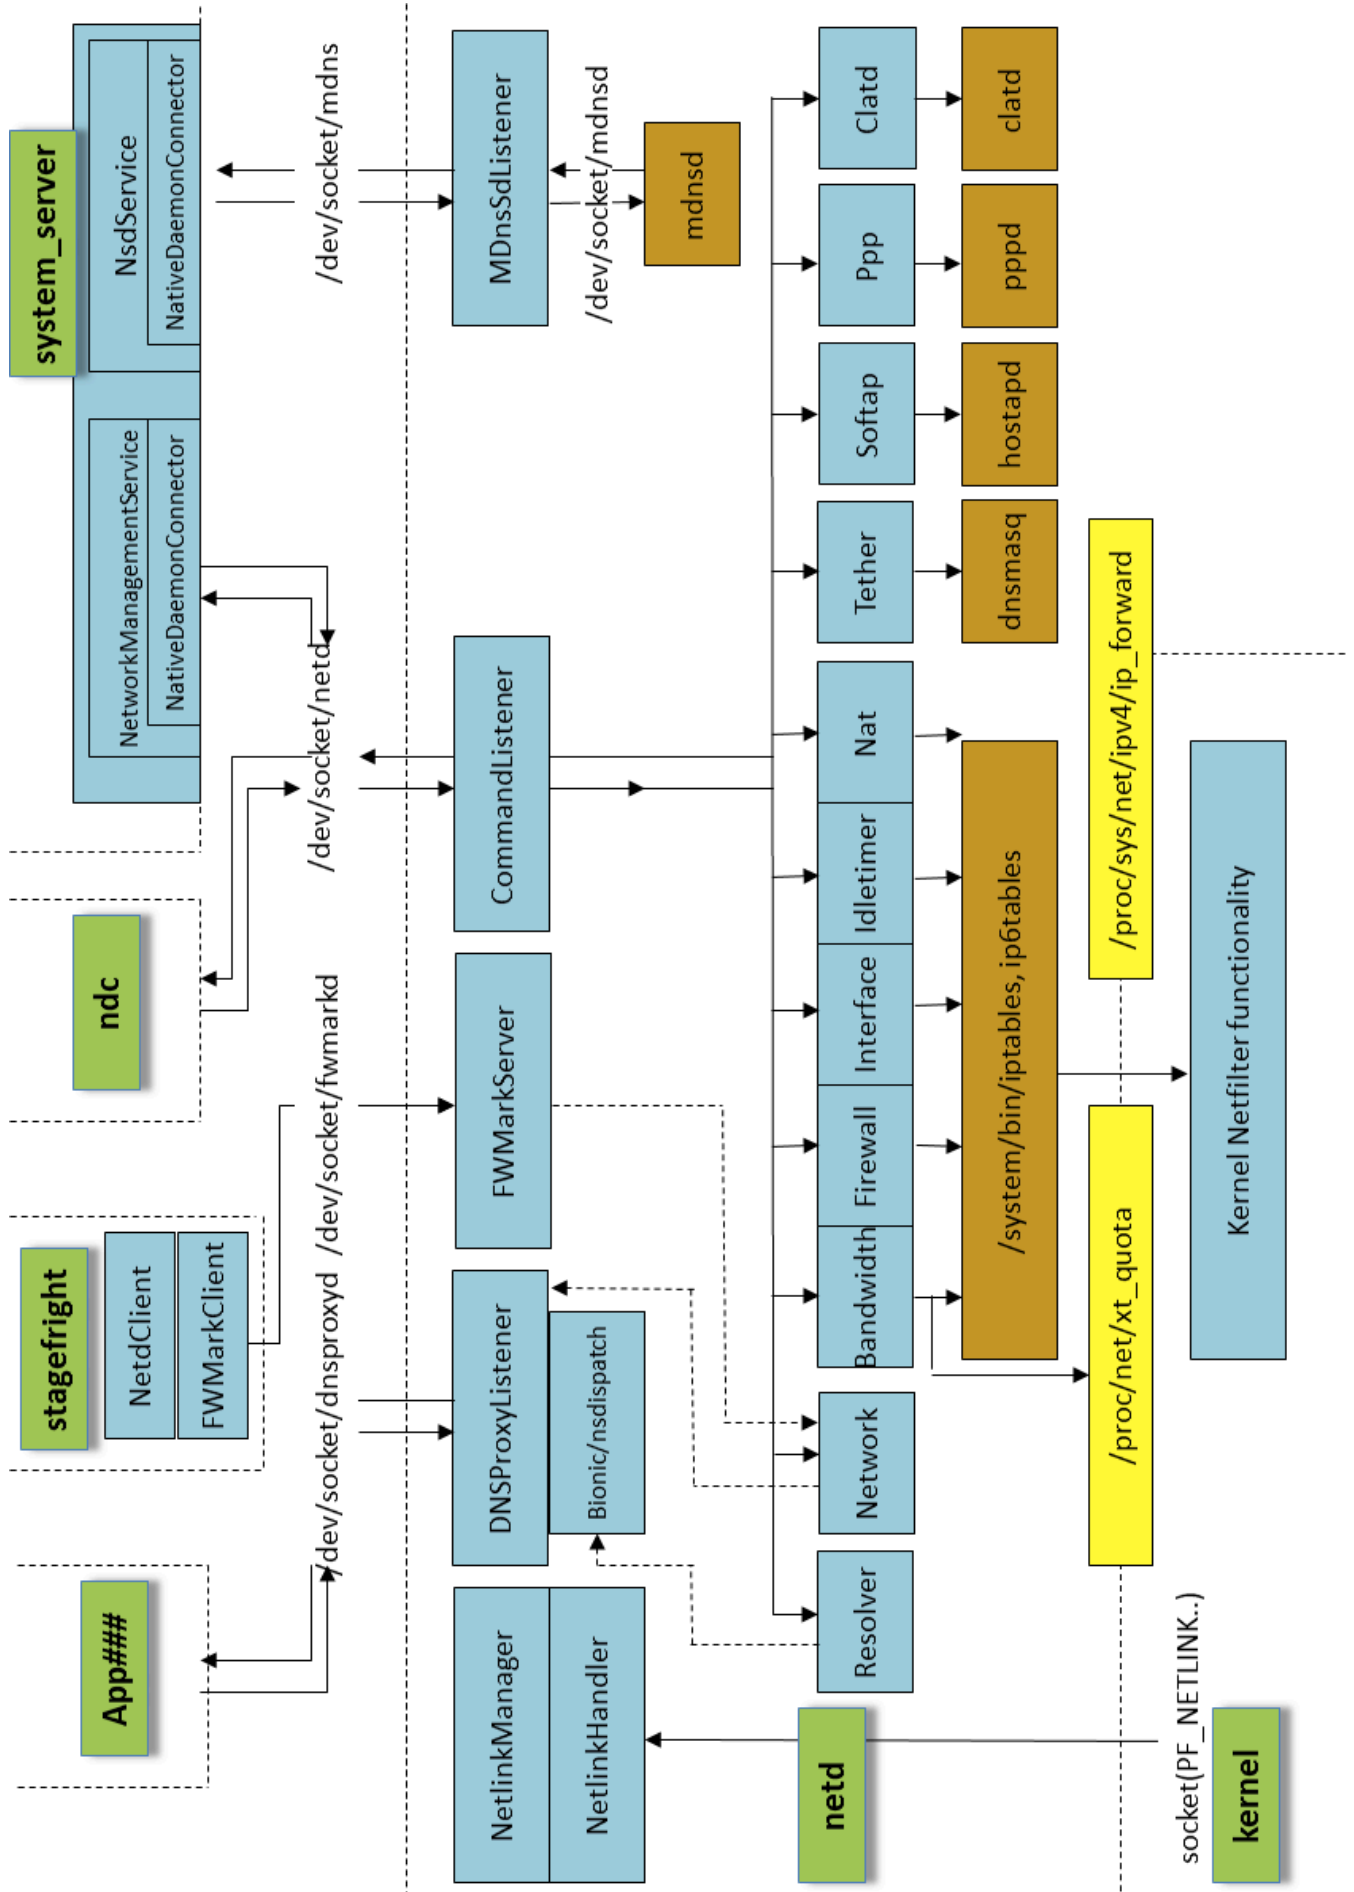 App###
stagefright
NetdClient
FWMarkClient
ndc
system_server
NetworkManagementService
NativeDaemonConnector
NsdService
NativeDaemonConnector
/dev/socket/dnsproxyd
/dev/socket/fwmarkd
/dev/socket/netd
/dev/socket/mdns
NetlinkManager
NetlinkHandler
DNSProxyListener
Bionic/nsdispatch
FWMarkServer
CommandListener
MDnsSdListener
/dev/socket/mdnsd
mdnsd
netd
Resolver
Network
Bandwidth
Firewall
Interface
Idletimer
Nat
Tether
Softap
Ppp
Clatd
/system/bin/iptables, ip6tables
dnsmasq
hostapd
pppd
clatd
/proc/net/xt_quota
/proc/sys/net/ipv4/ip_forward
socket(PF_NETLINK..)
kernel
Kernel Netfilter functionality